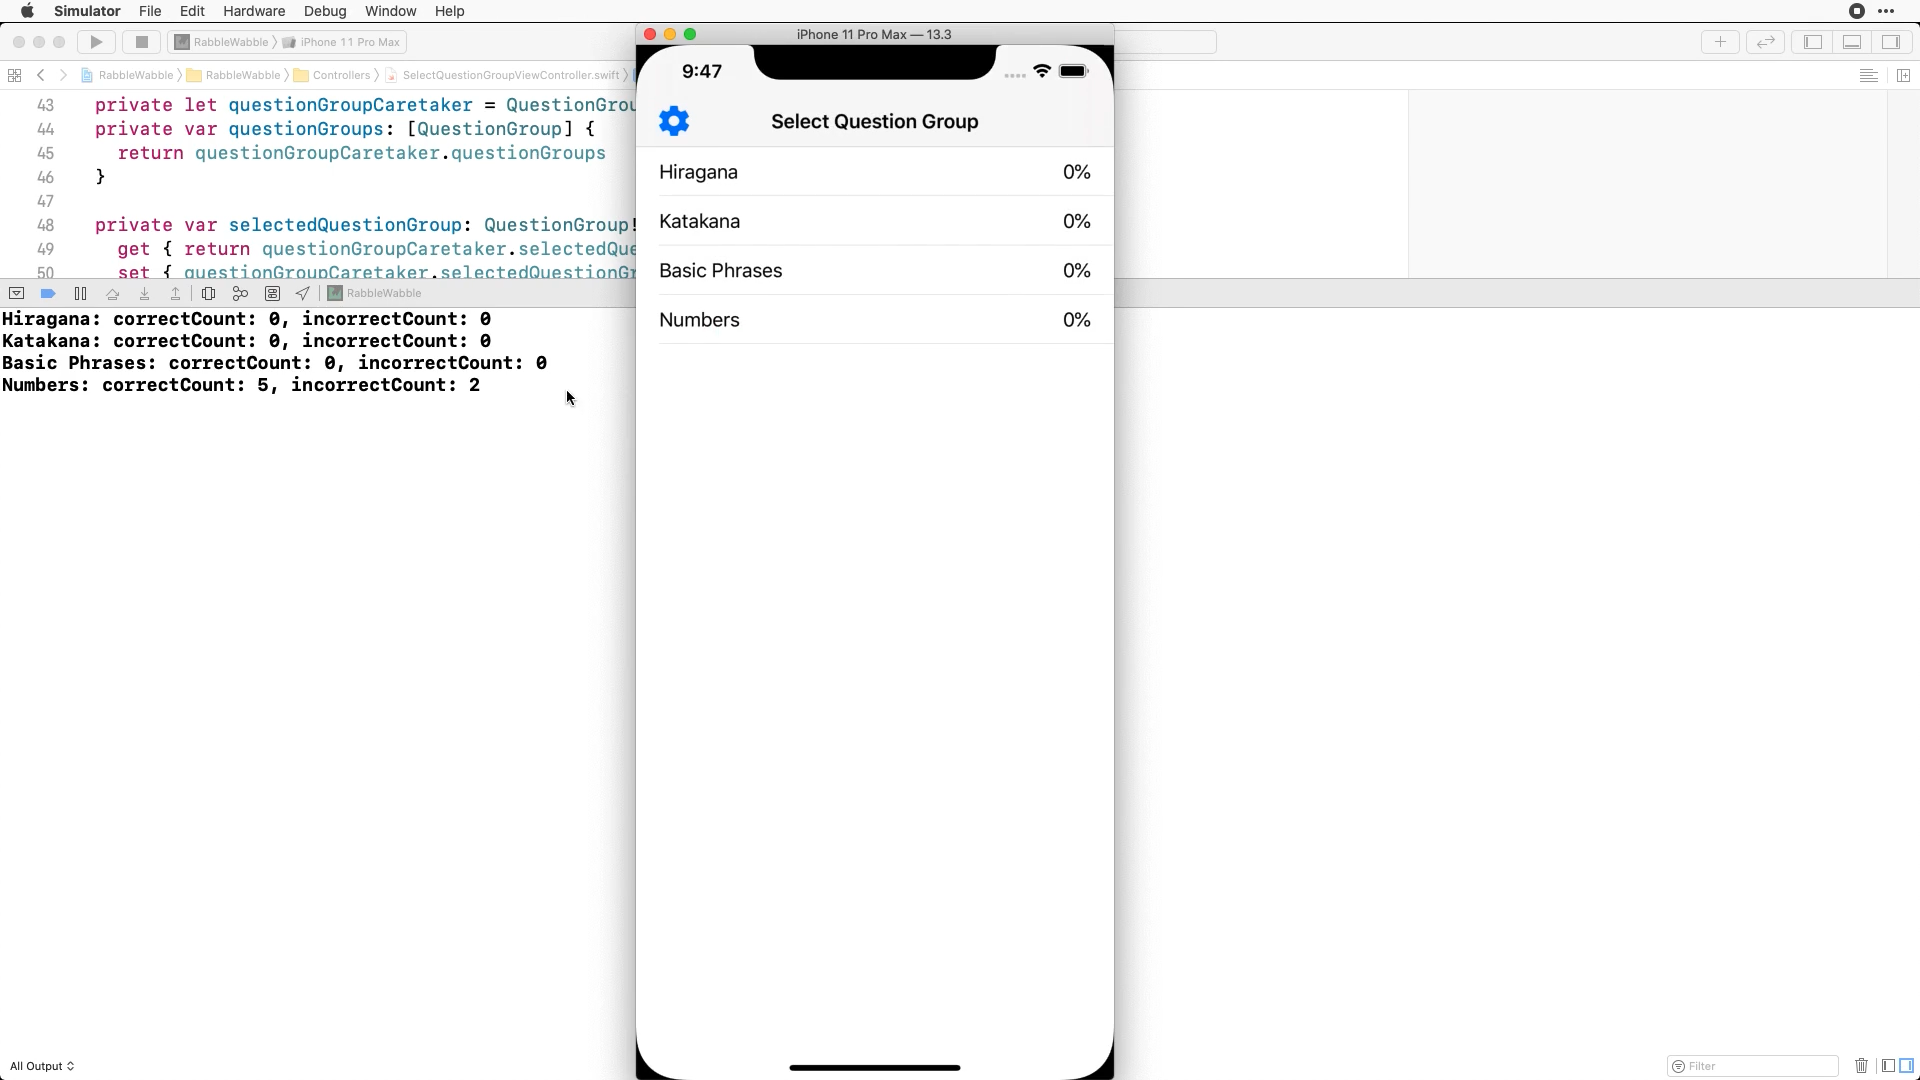 Simulator File Edit Hardware Debug Window Help
RabbleWabble iPhone 11 Pro Max
RabbleWabble RabbleWabble Controllers SelectQuestionGroupViewController.swift
43 private let questionGroupCaretaker = QuestionGrou
44 private var questionGroups: [QuestionGroup] {
45 return questionGroupCaretaker.questionGroups
46 }
47
48 private var selectedQuestionGroup: QuestionGroup!
49 get { return questionGroupCaretaker.selectedQue
50 set { questionGroupCaretaker.selectedQuestionGr
RabbleWabble
Hiragana: correctCount: 0, incorrectCount: 0
Katakana: correctCount: 0, incorrectCount: 0
Basic Phrases: correctCount: 0, incorrectCount: 0
Numbers: correctCount: 5, incorrectCount: 2
All Output
Filter
iPhone 11 Pro Max — 13.3
9:47
Select Question Group
Hiragana 0%
Katakana 0%
Basic Phrases 0%
Numbers 0%